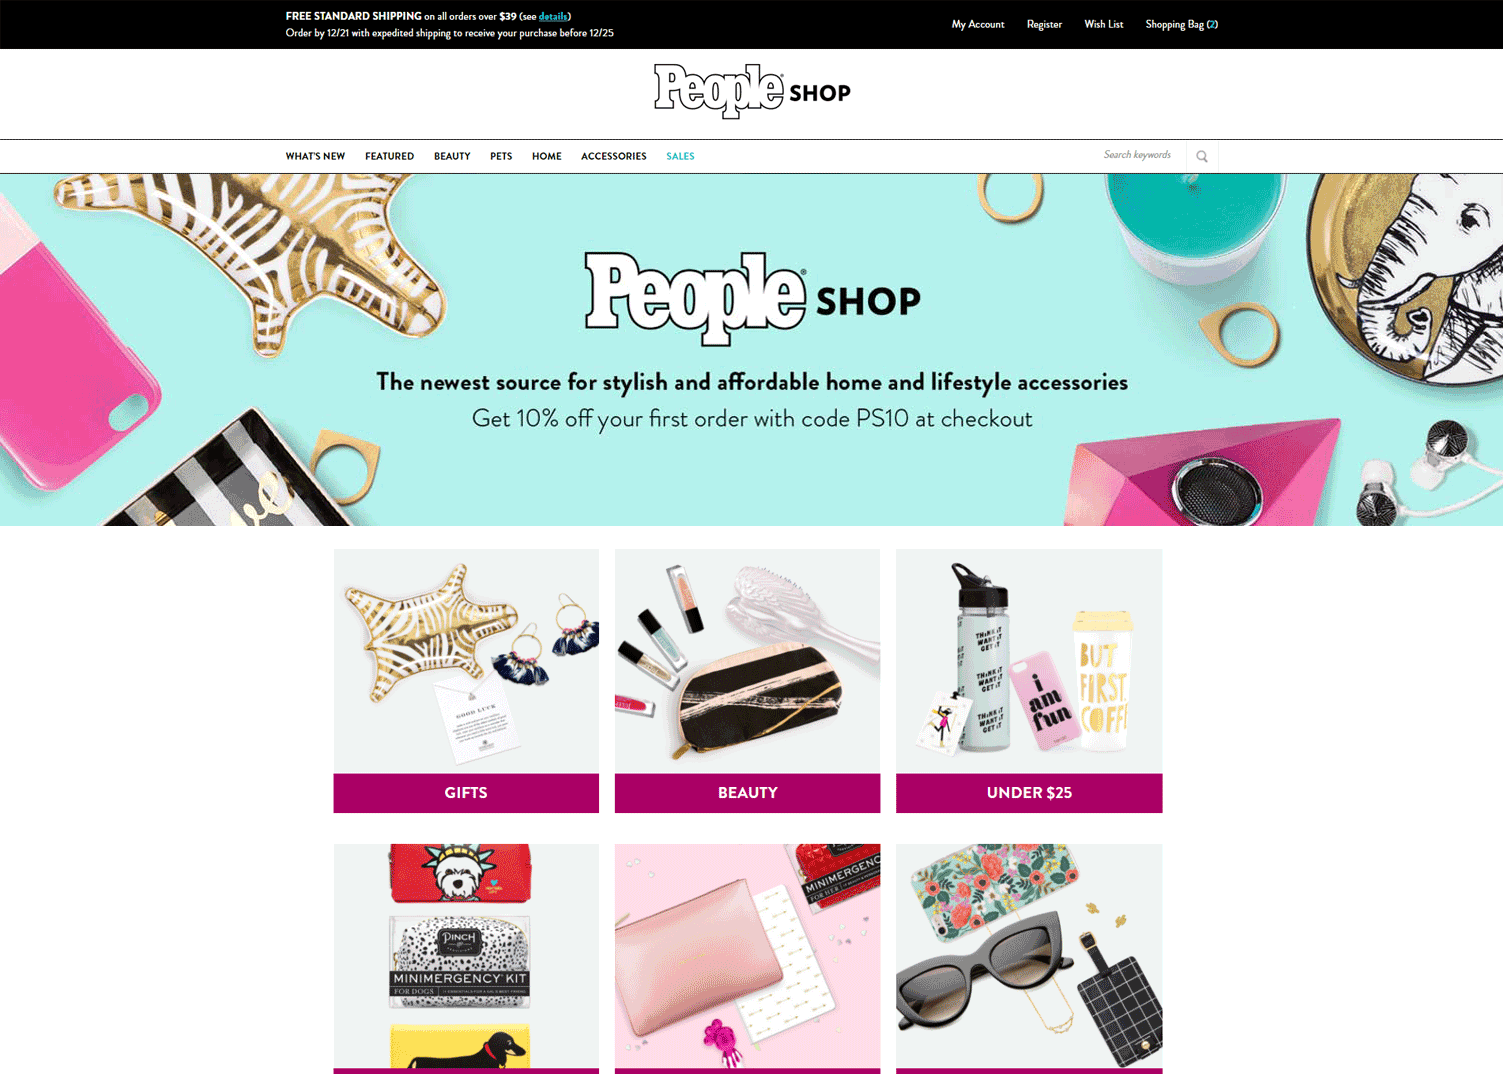 FREE STANDARD SHIPPING on all orders over $39 (see details)
Order by 12/21 with expedited shipping to receive your purchase before 12/25
My Account Register Wish List Shopping Bag (2)
People® SHOP
WHAT'S NEW FEATURED BEAUTY PETS HOME ACCESSORIES SALES
Search keywords
People® SHOP
The newest source for stylish and affordable home and lifestyle accessories
Get 10% off your first order with code PS10 at checkout
GOOD LUCK
THINK IT
WANT IT
GET IT
THINK IT
WANT IT
GET IT
THINK IT
WANT IT
GET IT
i
am
fun
BUT
FIRST,
COFFE
GIFTS
BEAUTY
UNDER $25
PINCH
PROVISIONS
MINIMERGENCY® KIT
FOR DOGS
MINIMERGENCY
FOR HER